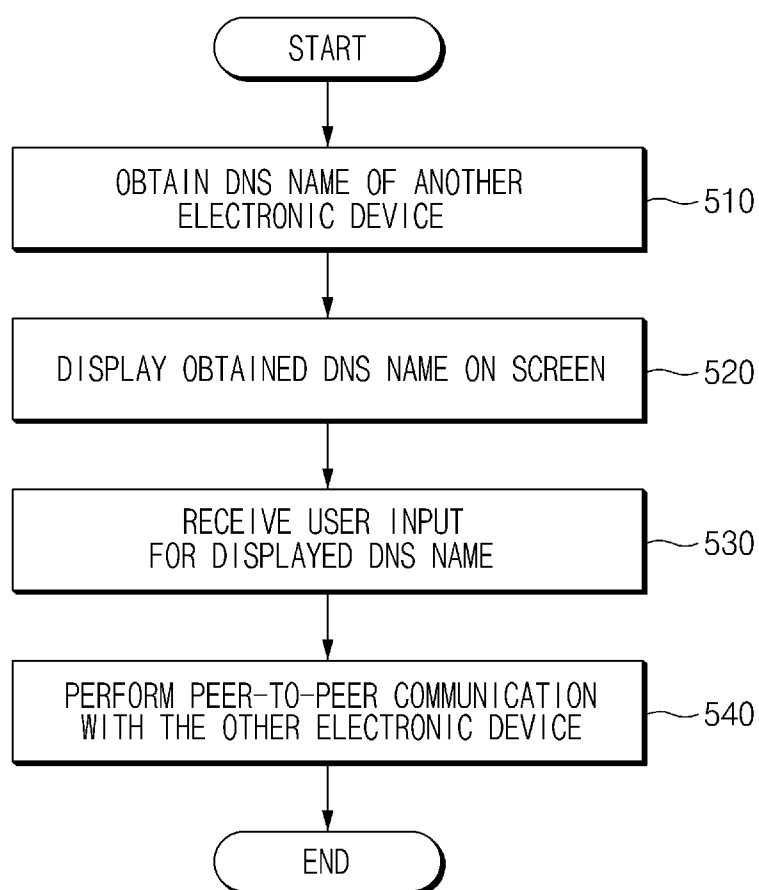 START
OBTAIN DNS NAME OF ANOTHER
ELECTRONIC DEVICE
510
DISPLAY OBTAINED DNS NAME ON SCREEN
520
RECEIVE USER INPUT
FOR DISPLAYED DNS NAME
530
PERFORM PEER-TO-PEER COMMUNICATION
WITH THE OTHER ELECTRONIC DEVICE
540
END